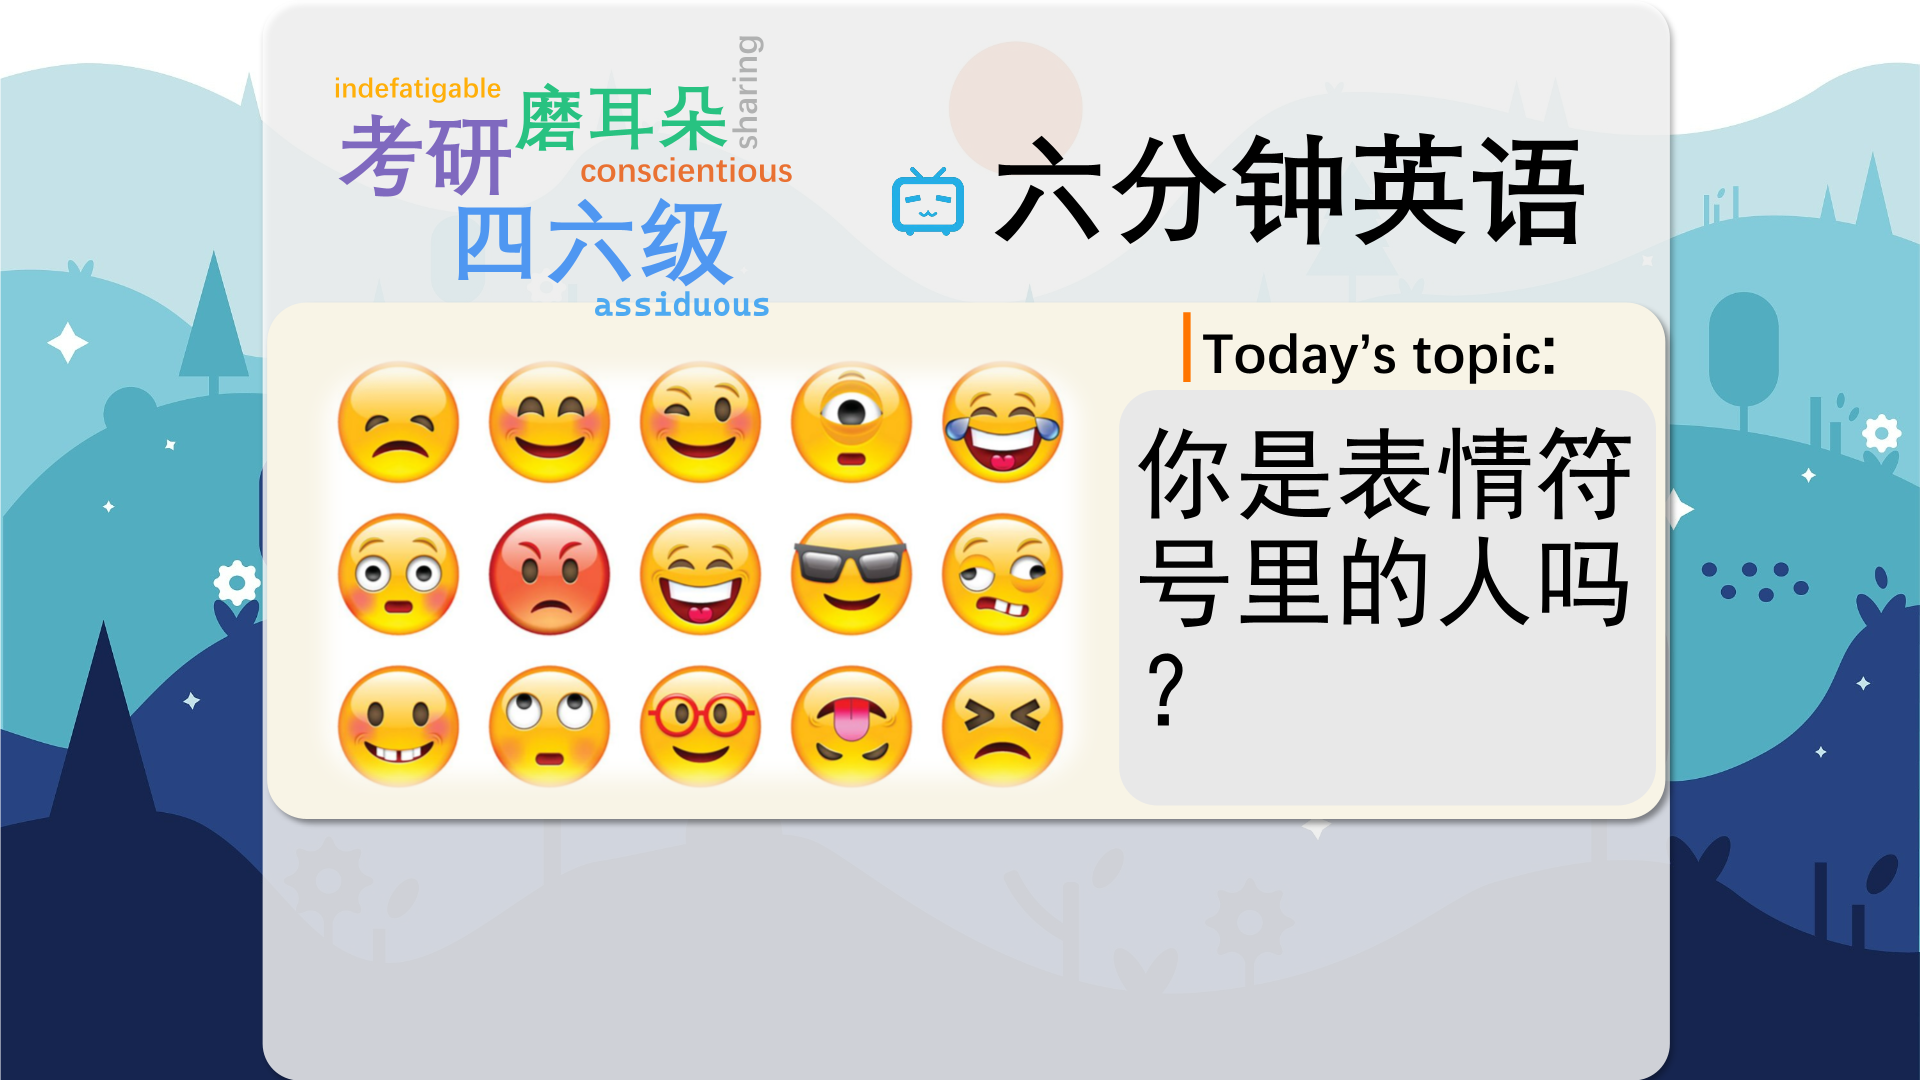 indefatigable
磨耳朵
sharing
考研
conscientious
四六级
assiduous
六分钟英语
Today’s topic:
你是表情符
号里的人吗
？